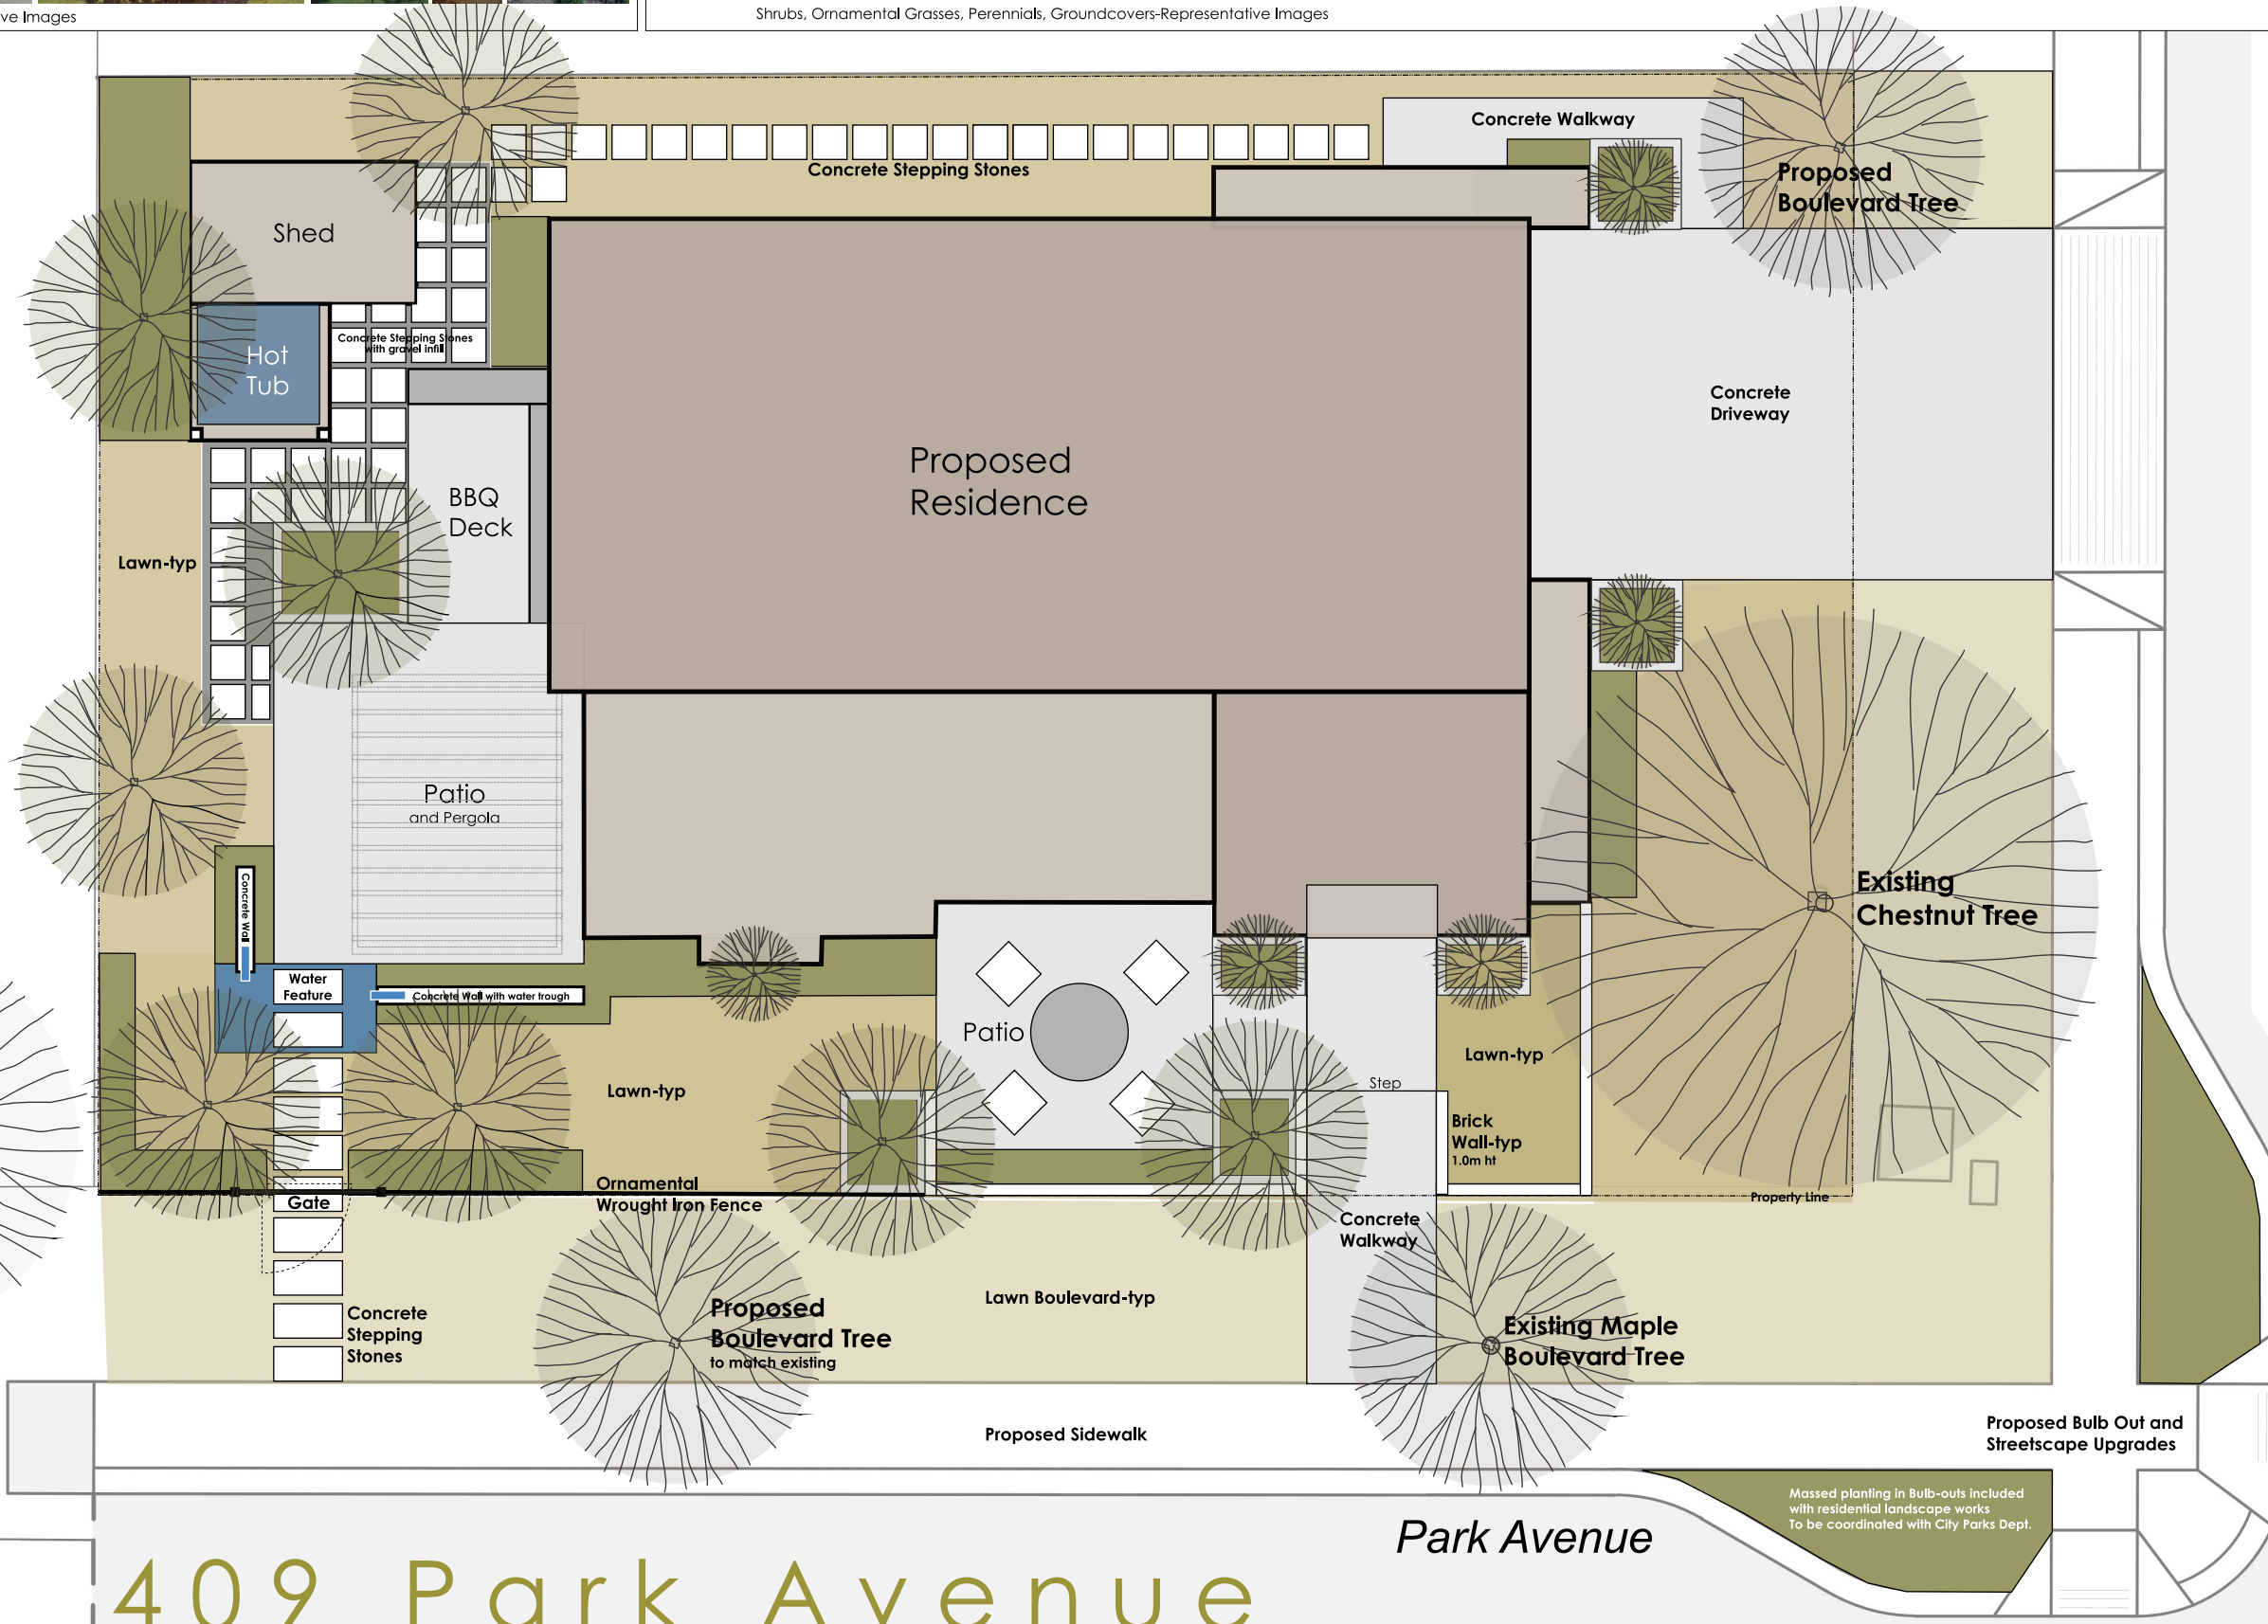 ve Images
Shrubs, Ornamental Grasses, Perennials, Groundcovers-Representative Images
Concrete Walkway
Concrete Stepping Stones
Proposed
Boulevard Tree
Shed
Concrete Stepping Stones
with gravel infill
Hot
Tub
Concrete
Driveway
Proposed
Residence
BBQ
Deck
Lawn-typ
Patio
and Pergola
Existing
Chestnut Tree
Concrete Wall
Water
Feature
Concrete Wall with water trough
Patio
Lawn-typ
Step
Lawn-typ
Brick
Wall-typ
1.0m ht
Ornamental
Wrought Iron Fence
Gate
Property Line
Concrete
Walkway
Lawn Boulevard-typ
Concrete
Stepping
Stones
Proposed
Boulevard Tree
to match existing
Existing Maple
Boulevard Tree
Proposed Sidewalk
Proposed Bulb Out and
Streetscape Upgrades
Massed planting in Bulb-outs included
with residential landscape works
To be coordinated with City Parks Dept.
Park Avenue
409 Park Avenue